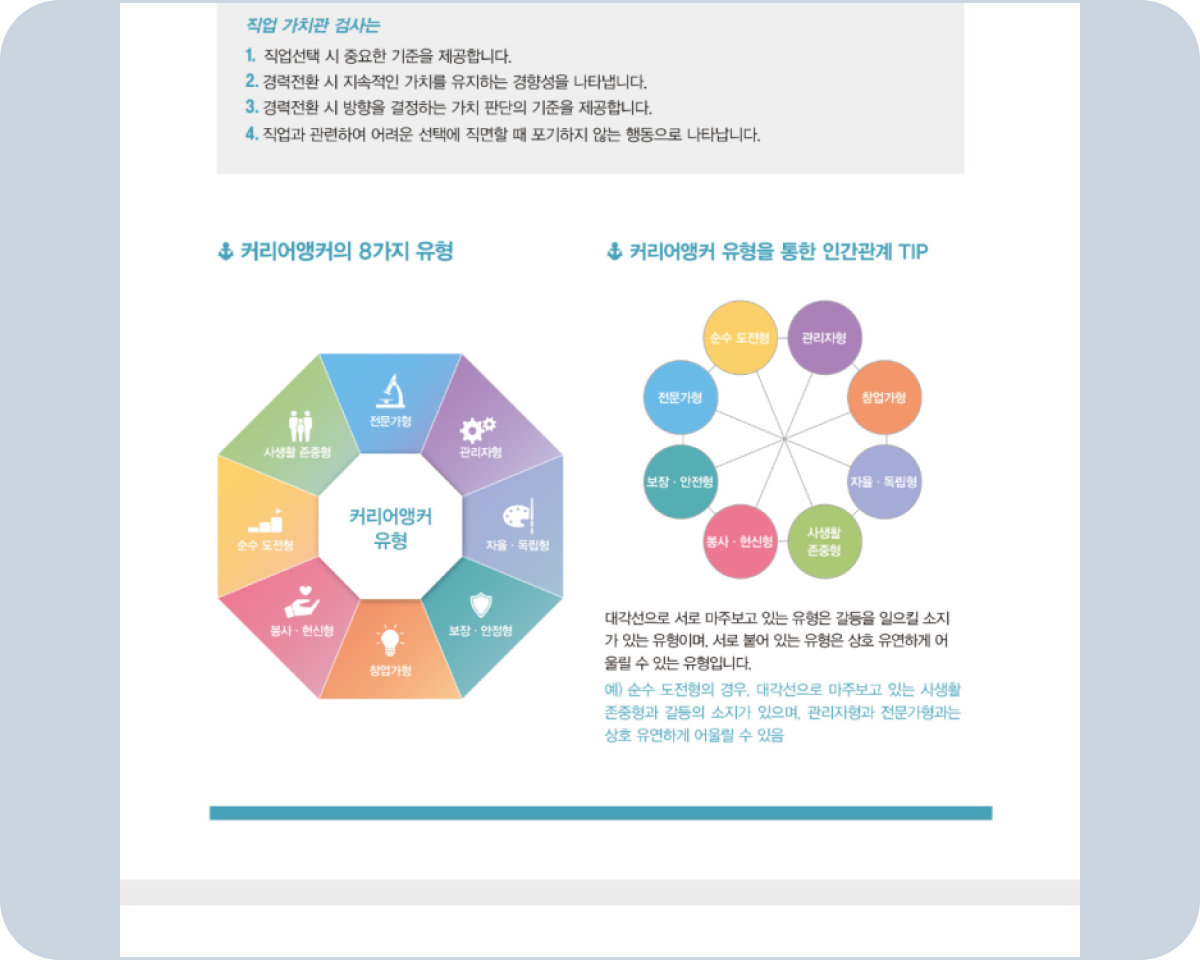 직업 가치관 검사는
1. 직업선택 시 중요한 기준을 제공합니다.
2. 경력전환 시 지속적인 가치를 유지하는 경향성을 나타냅니다.
3. 경력전환 시 방향을 결정하는 가치 판단의 기준을 제공합니다.
4. 직업과 관련하여 어려운 선택에 직면할 때 포기하지 않는 행동으로 나타납니다.
커리어앵커의 8가지 유형
전문가형
관리자형
사생활 존중형
자율 · 독립형
순수 도전형
커리어앵커
유형
봉사 · 헌신형
보장 · 안정형
창업가형
커리어앵커 유형을 통한 인간관계 TIP
순수 도전형
관리자형
전문가형
창업가형
보장 · 안전형
자율 · 독립형
봉사 · 헌신형
사생활
존중형
대각선으로 서로 마주보고 있는 유형은 갈등을 일으킬 소지
가 있는 유형이며, 서로 붙어 있는 유형은 상호 유연하게 어
울릴 수 있는 유형입니다.
예) 순수 도전형의 경우, 대각선으로 마주보고 있는 사생활
존중형과 갈등의 소지가 있으며, 관리자형과 전문가형과는
상호 유연하게 어울릴 수 있음